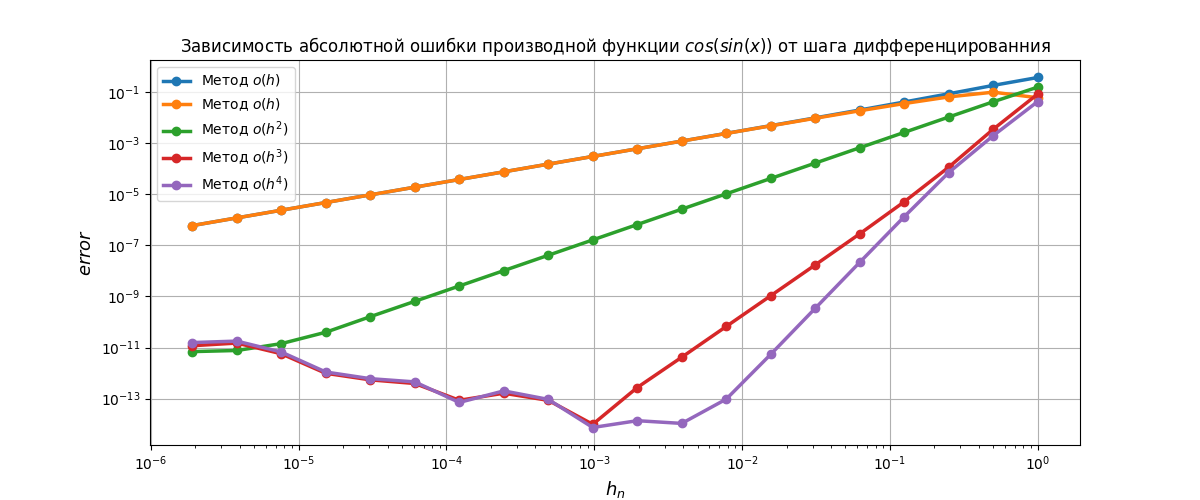 Зависимость абсолютной ошибки производной функции cos(sin(x)) от шага дифференцированния
Метод o(h)
Метод o(h)
Метод o(h²)
Метод o(h³)
Метод o(h⁴)
10⁻¹
10⁻³
10⁻⁵
10⁻⁷
10⁻⁹
10⁻¹¹
10⁻¹³
error
10⁻⁶ 10⁻⁵ 10⁻⁴ 10⁻³ 10⁻² 10⁻¹ 10⁰
hₙ